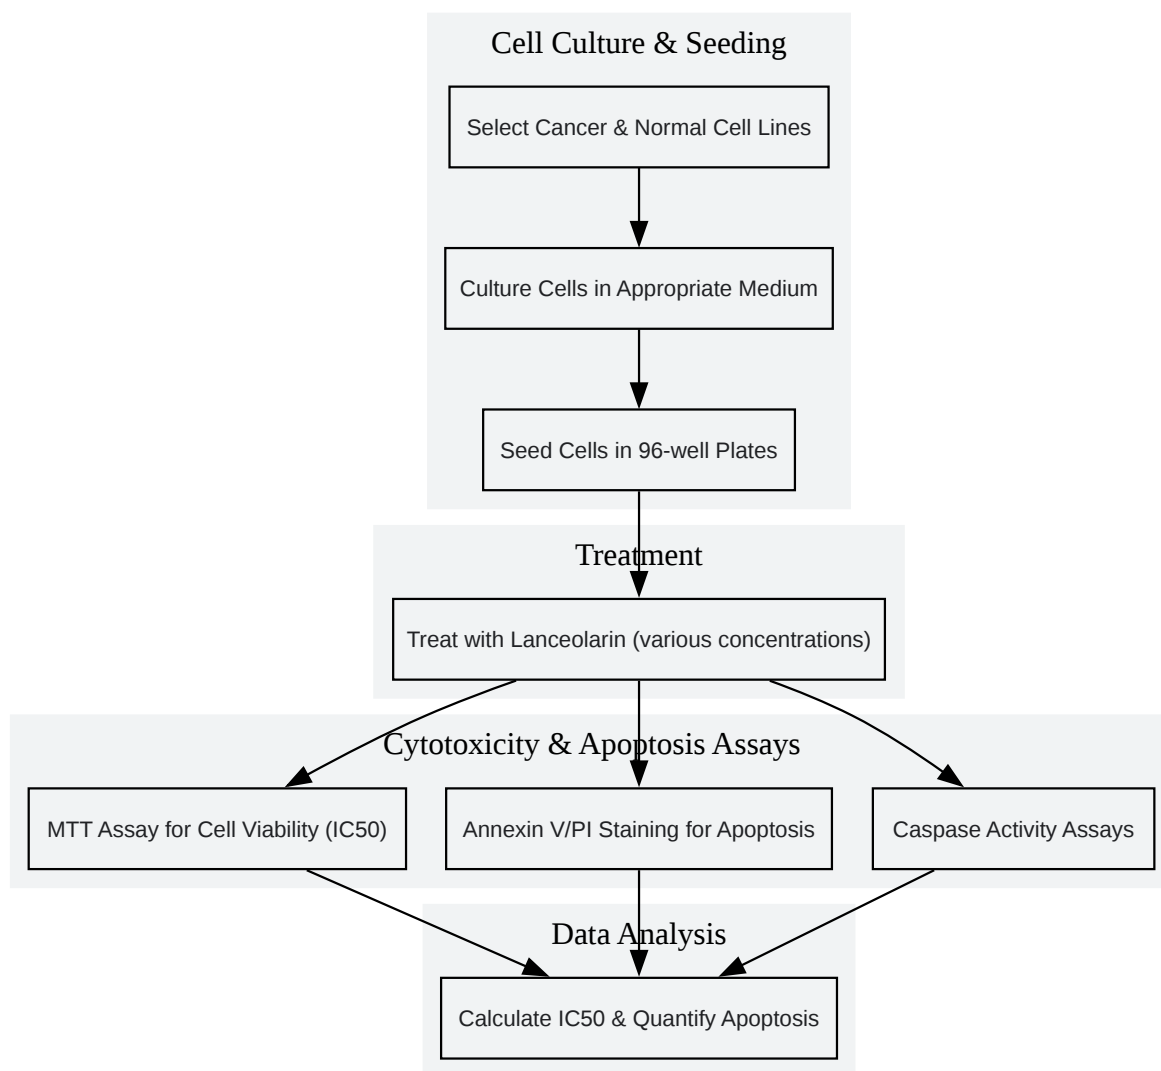 Cell Culture & Seeding
Select Cancer & Normal Cell Lines
Culture Cells in Appropriate Medium
Seed Cells in 96-well Plates
Treatment
Treat with Lanceolarin (various concentrations)
Cytotoxicity & Apoptosis Assays
MTT Assay for Cell Viability (IC50)
Annexin V/PI Staining for Apoptosis
Caspase Activity Assays
Data Analysis
Calculate IC50 & Quantify Apoptosis